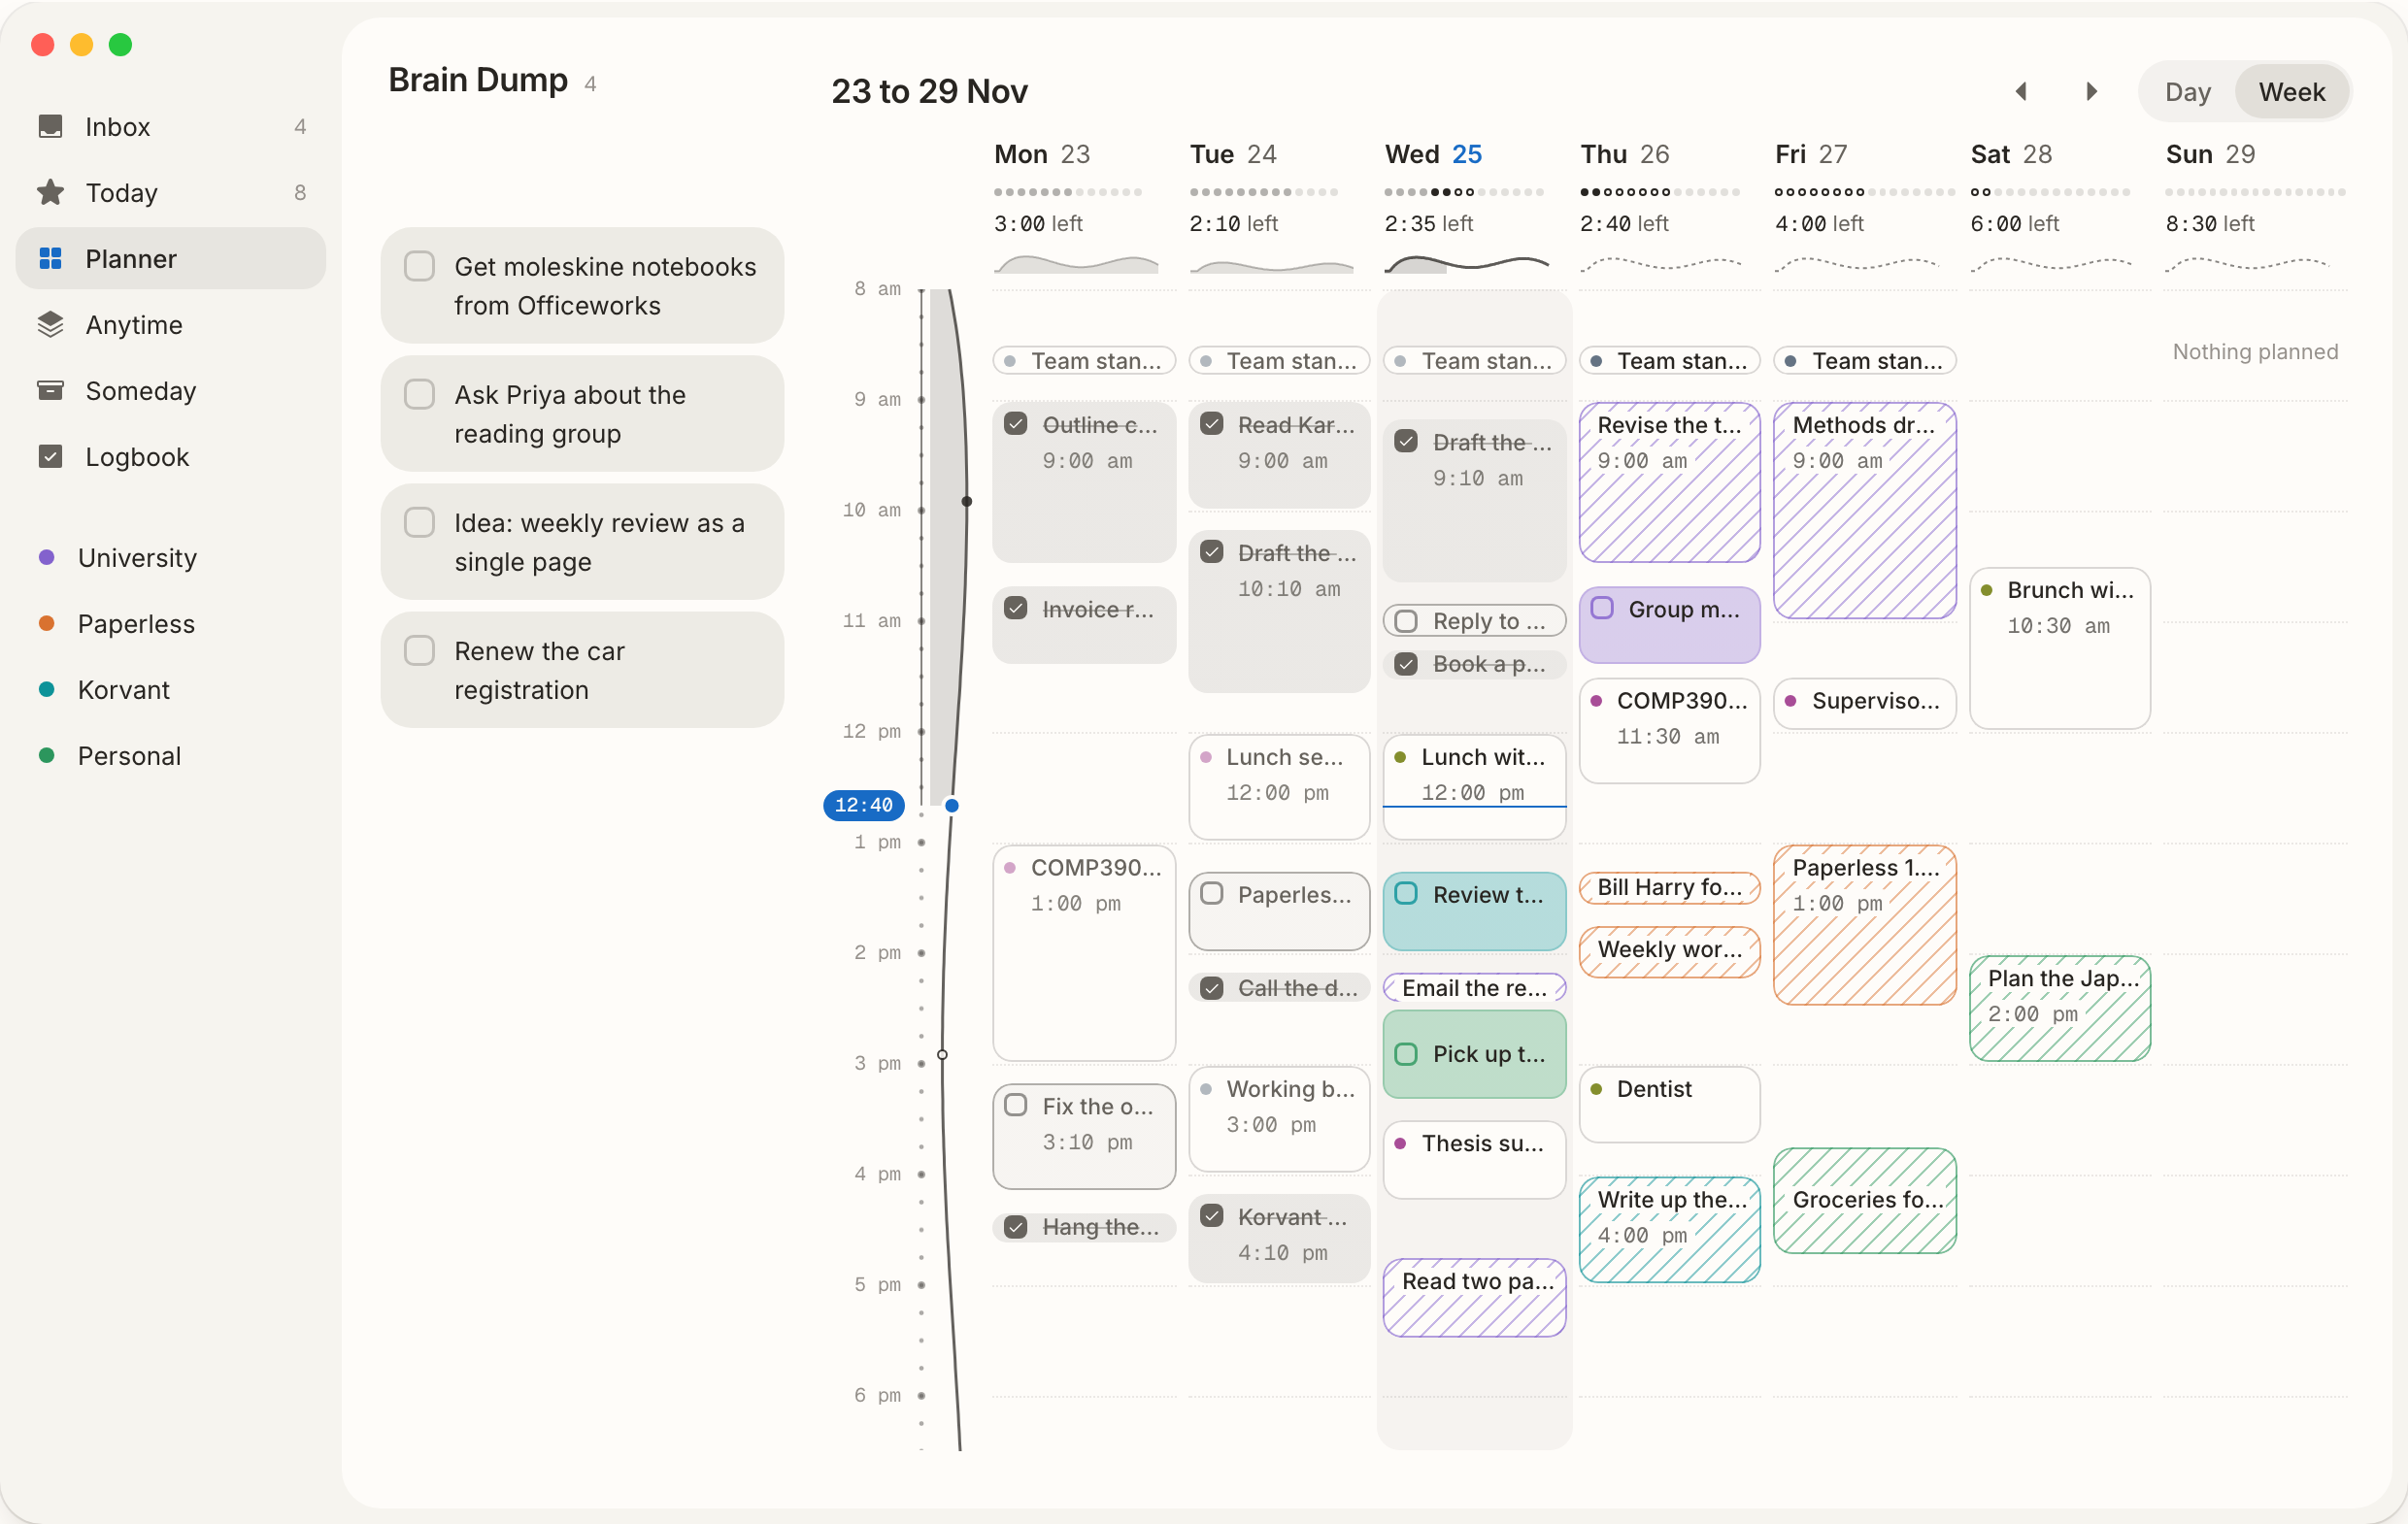 Inbox 4
Today 8
Planner
Anytime
Someday
Logbook
University
Paperless
Korvant
Personal
Brain Dump 4
Get moleskine notebooks
from Officeworks
Ask Priya about the
reading group
Idea: weekly review as a
single page
Renew the car
registration
23 to 29 Nov
Day
Week
8 am
9 am
10 am
11 am
12 pm
12:40
1 pm
2 pm
3 pm
4 pm
5 pm
6 pm
Mon 23
3:00 left
Team stan...
Outline c...
9:00 am
Invoice r...
COMP390...
1:00 pm
Fix the o...
3:10 pm
Hang the...
Tue 24
2:10 left
Team stan...
Read Kar...
9:00 am
Draft the ...
10:10 am
Lunch se...
12:00 pm
Paperles...
Call the d...
Working b...
3:00 pm
Korvant ...
4:10 pm
Wed 25
2:35 left
Team stan...
Draft the ...
9:10 am
Reply to ...
Book a p...
Lunch wit...
12:00 pm
Review t...
Email the re...
Pick up t...
Thesis su...
Read two pa...
Thu 26
2:40 left
Team stan...
Revise the t...
9:00 am
Group m...
COMP390...
11:30 am
Bill Harry fo...
Weekly wor...
Dentist
Write up the...
4:00 pm
Fri 27
4:00 left
Team stan...
Methods dr...
9:00 am
Superviso...
Paperless 1....
1:00 pm
Groceries fo...
Sat 28
6:00 left
Brunch wi...
10:30 am
Plan the Jap...
2:00 pm
Sun 29
8:30 left
Nothing planned